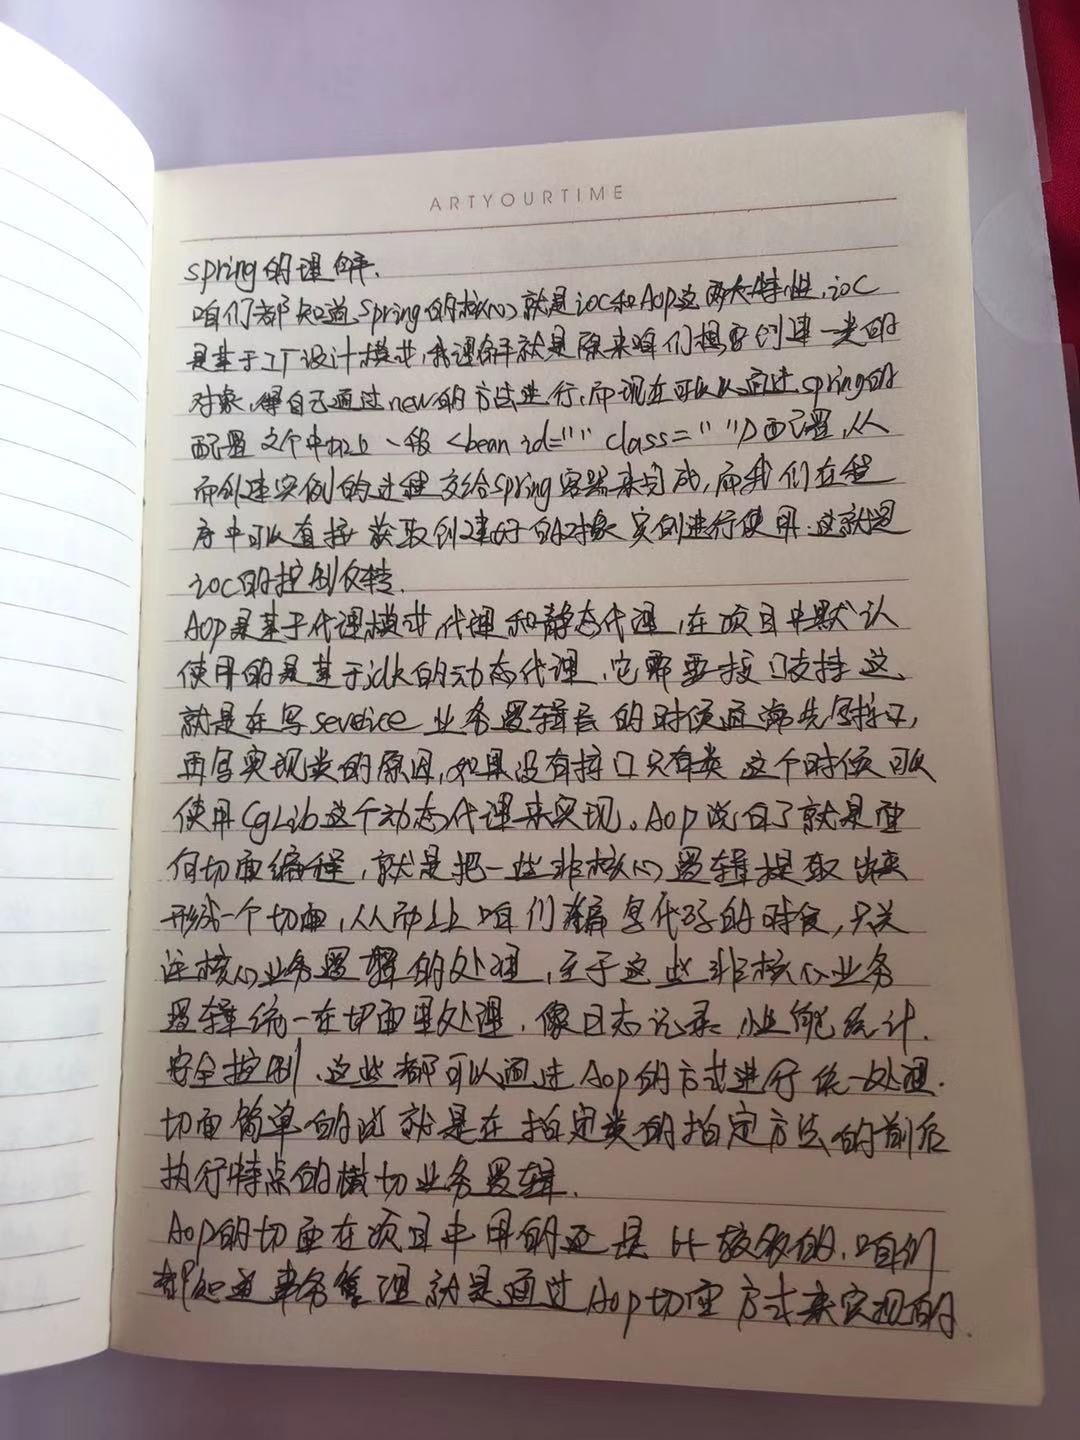 ARTYOURTIME
spring的理解.
咱们都知道spring的核心就是ioc和Aop这两大特性,ioc
是基于工厂设计模式,我理解就是原来咱们想要创建一类的
对象,得自己通过new的方法进行,而现在可以以通过spring的
配置文个中加上、一般<bean id="" class=" "/>配置,从
而创建实例的过程交给spring容器来完成,而我们在程
序中可以直接获取创建好的对象实例进行使用.这就是
ioc的控制反转.
Aop是基于代理模式,代理和静态代理,在项目中默认
使用的是基于jdk的动态代理,它需要接口支持这
就是在写sevdice业务逻辑层的时候通常先写接口,
再写实现类的原因,如果没有接口只有类这个时候可以
使用CgLib这个动态代理来实现。Aop说白了就是面
向切面编程,就是把一些非核心逻辑提取出来
形成一个切面,从而让咱们编写代码的时候,只关
注核心业务逻辑的处理,至于这些非核心业务
逻辑统一在切面里处理,像日志记录、性能统计.
安全控制、这些都可以通过Aop的方式进行统一处理.
切面简单的说就是在指定类的指定方法的前后
执行特点的横切业务逻辑.
Aop的切面在项目中用的还是比较多的.咱们
都知道事务管理就是通过Aop切面方式来实现的.